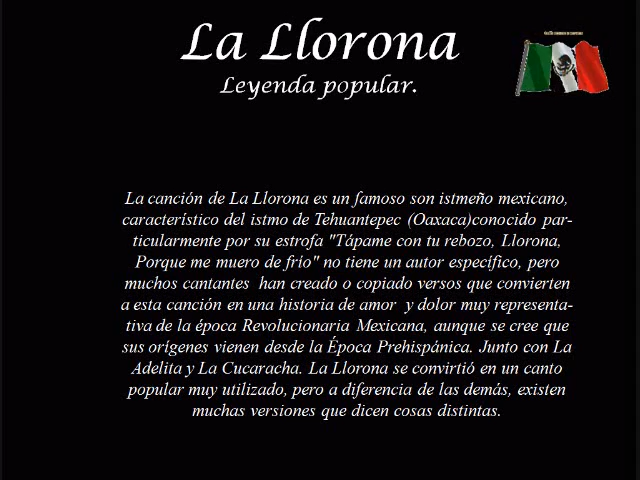 La Llorona
Leyenda popular.
La canción de La Llorona es un famoso son istmeño mexicano,
característico del istmo de Tehuantepec (Oaxaca)conocido par-
ticularmente por su estrofa "Tápame con tu rebozo, Llorona,
Porque me muero de frío" no tiene un autor específico, pero
muchos cantantes  han creado o copiado versos que convierten
a esta canción en una historia de amor  y dolor muy representa-
tiva de la época Revolucionaria Mexicana, aunque se cree que
sus orígenes vienen desde la Época Prehispánica. Junto con La
Adelita y La Cucaracha. La Llorona se convirtió en un canto
popular muy utilizado, pero a diferencia de las demás, existen
muchas versiones que dicen cosas distintas.